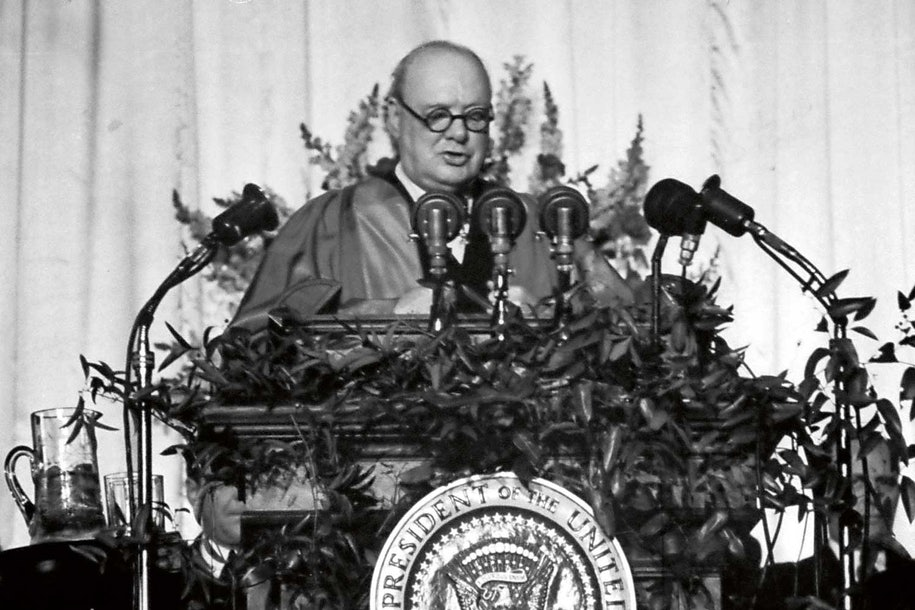 PRESIDENT OF THE UNITED